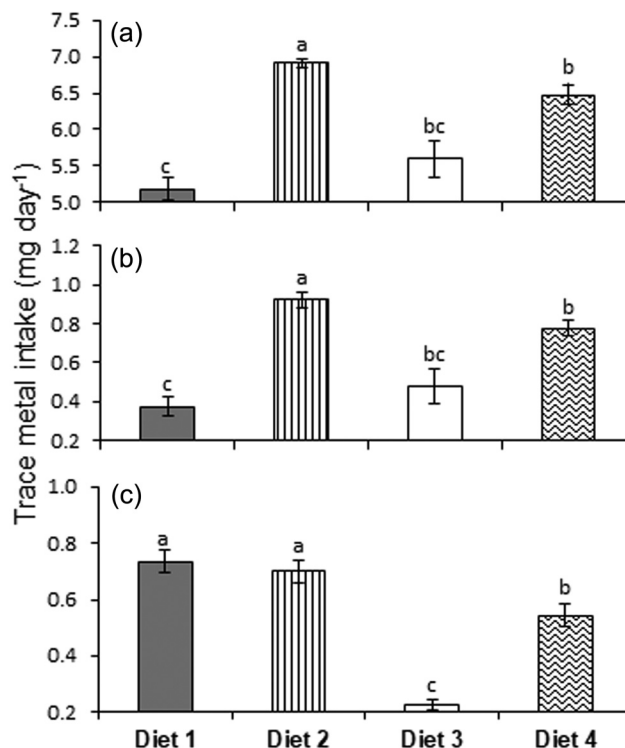 Trace metal intake (mg day-1)
(a)
7.5
7.0
6.5
6.0
5.5
5.0
c
a
bc
b
(b)
1.2
1.0
0.8
0.6
0.4
0.2
c
a
bc
b
(c)
1.0
0.8
0.6
0.4
0.2
a
a
c
b
Diet 1 Diet 2 Diet 3 Diet 4